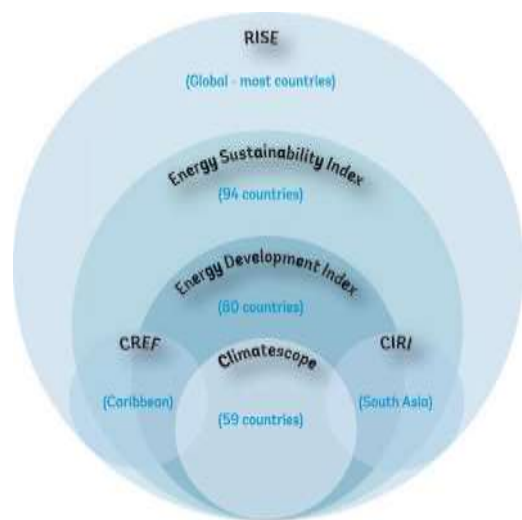 RISE
(Global - most countries)
Energy Sustainability Index
(94 countries)
Energy Development Index
(80 countries)
CREF
(Caribbean)
Climatescope
(59 countries)
CIRI
(South Asia)